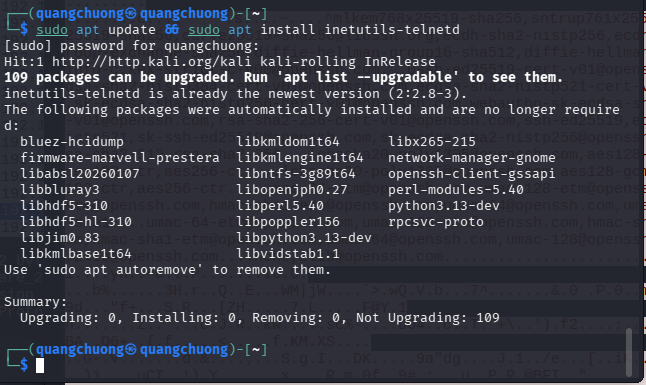 ┌──(quangchuong㉿quangchuong)-[~]
└─$ sudo apt update && sudo apt install inetutils-telnetd
[sudo] password for quangchuong:
Hit:1 http://http.kali.org/kali kali-rolling InRelease
109 packages can be upgraded. Run 'apt list --upgradable' to see them.
inetutils-telnetd is already the newest version (2:2.8-3).
The following packages were automatically installed and are no longer require
d:
bluez-hcidump libkmldom1t64 libx265-215
firmware-marvell-prestera libkmlengine1t64 network-manager-gnome
libabsl20260107 libntfs-3g89t64 openssh-client-gssapi
libbluray3 libopenjph0.27 perl-modules-5.40
libhdf5-310 libperl5.40 python3.13-dev
libhdf5-hl-310 libpoppler156 rpcsvc-proto
libjim0.83 libpython3.13-dev
libkmlbase1t64 libvidstab1.1
Use 'sudo apt autoremove' to remove them.
Summary:
Upgrading: 0, Installing: 0, Removing: 0, Not Upgrading: 109
┌──(quangchuong㉿quangchuong)-[~]
└─$